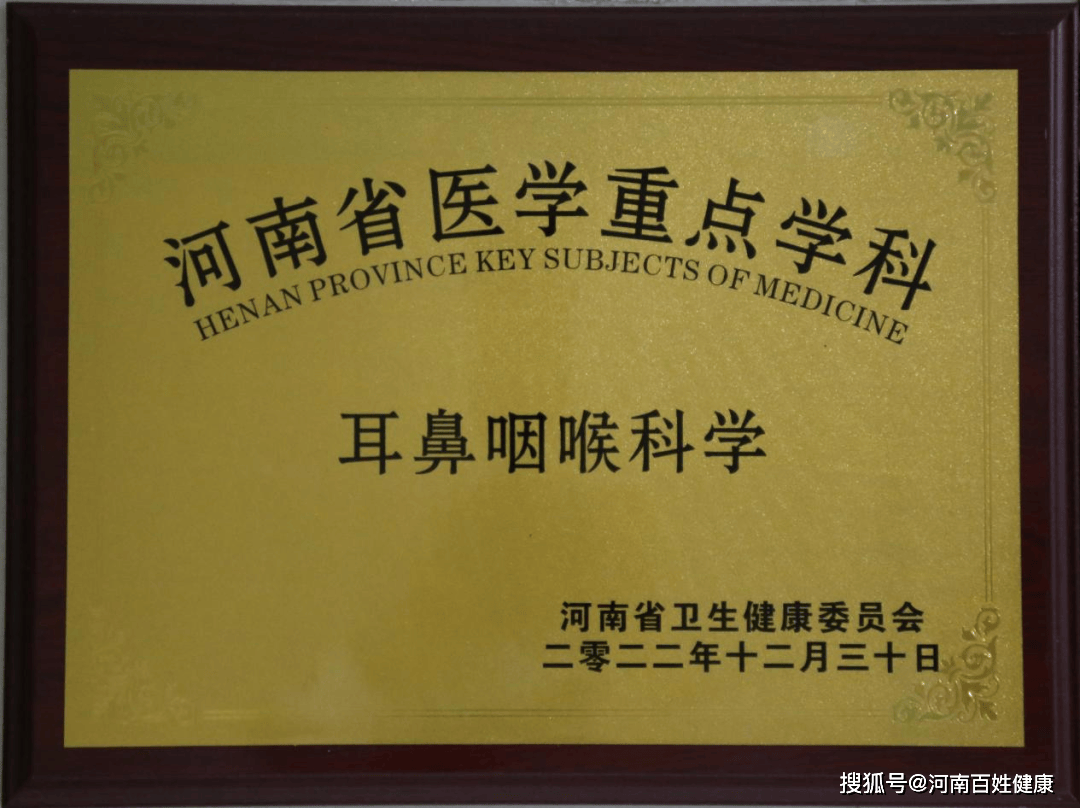 河南省医学重点学科
HENAN PROVINCE KEY SUBJECTS OF MEDICINE
耳鼻咽喉科学
河南省卫生健康委员会
二零二二年十二月三十日
搜狐号@河南百姓健康